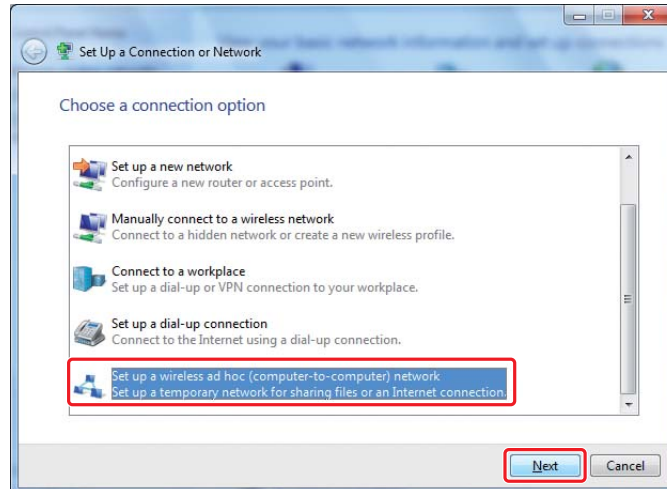 Set Up a Connection or Network
Choose a connection option
Set up a new network
Configure a new router or access point.
Manually connect to a wireless network
Connect to a hidden network or create a new wireless profile.
Connect to a workplace
Set up a dial-up or VPN connection to your workplace.
Set up a dial-up connection
Connect to the Internet using a dial-up connection.
Set up a wireless ad hoc (computer-to-computer) network
Set up a temporary network for sharing files or an Internet connection.
Next
Cancel